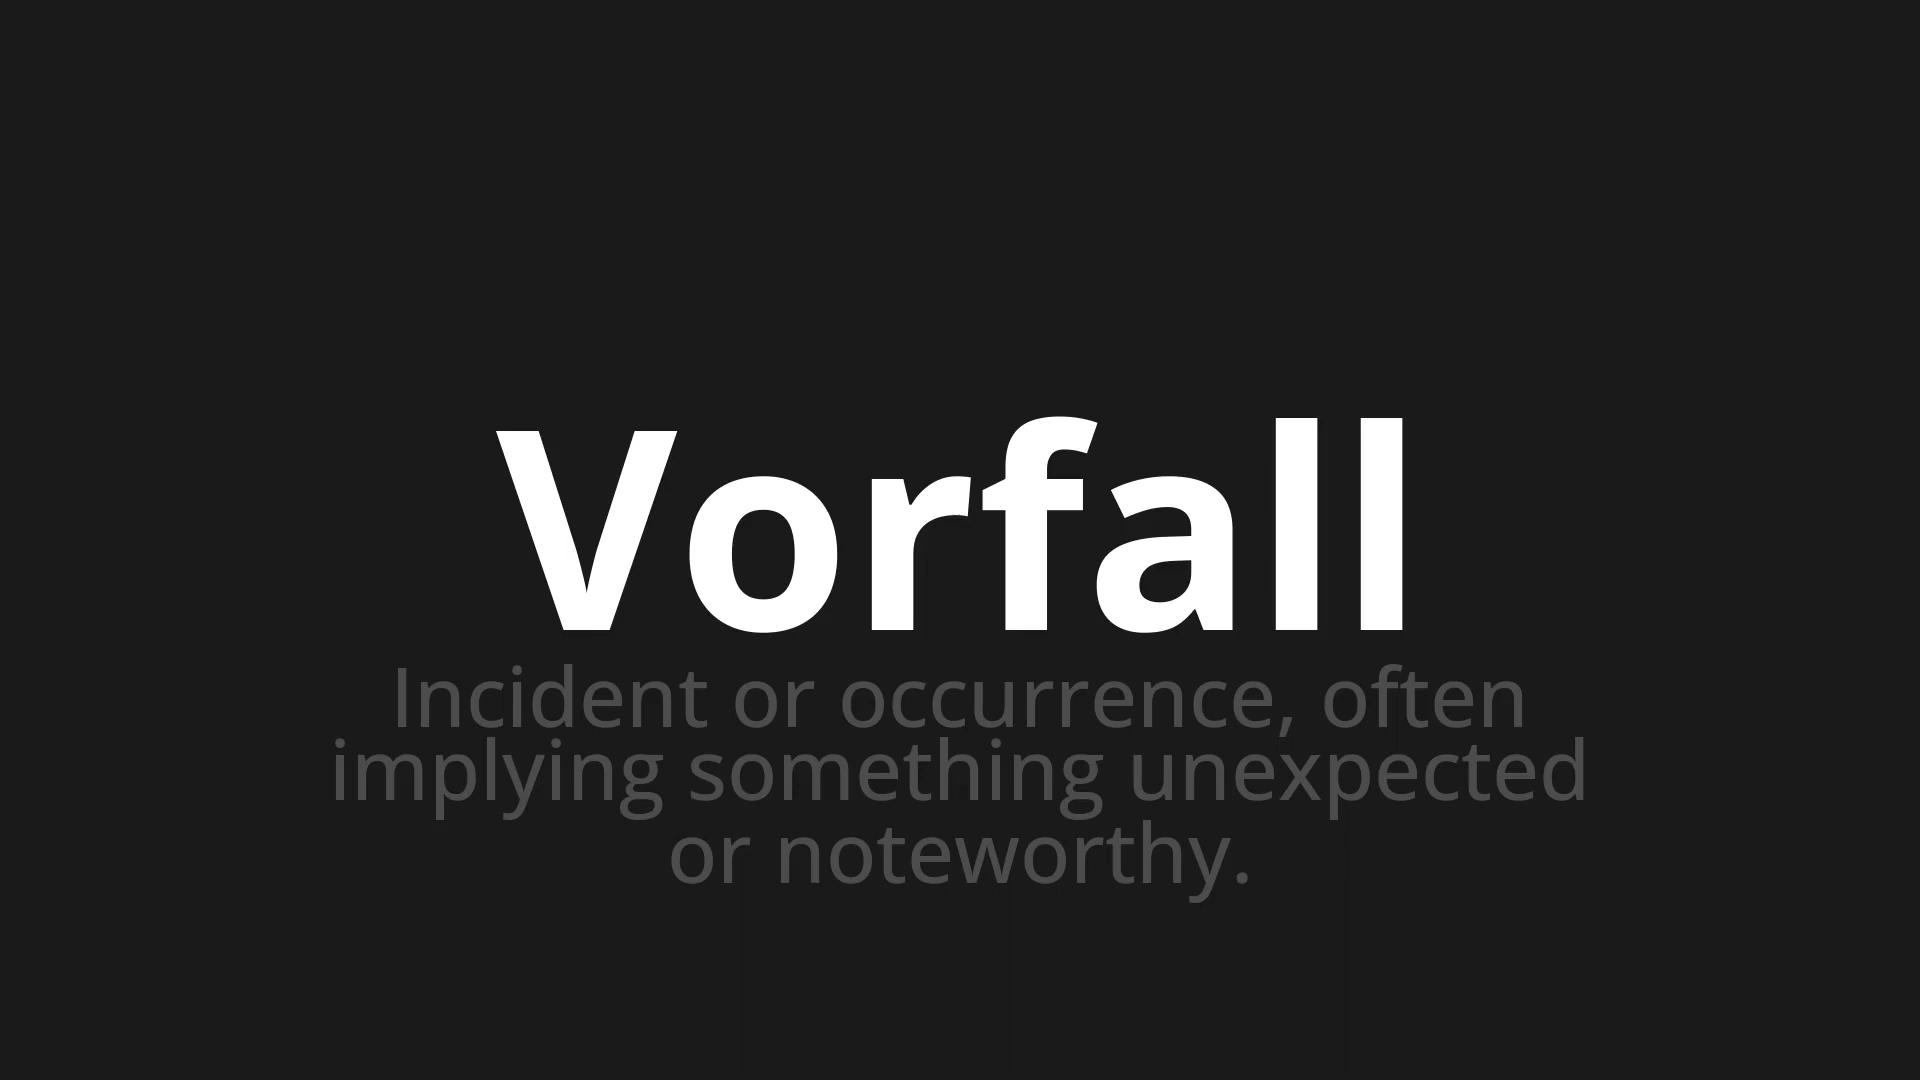 Vorfall
Incident or occurrence, often
implying something unexpected
or noteworthy.